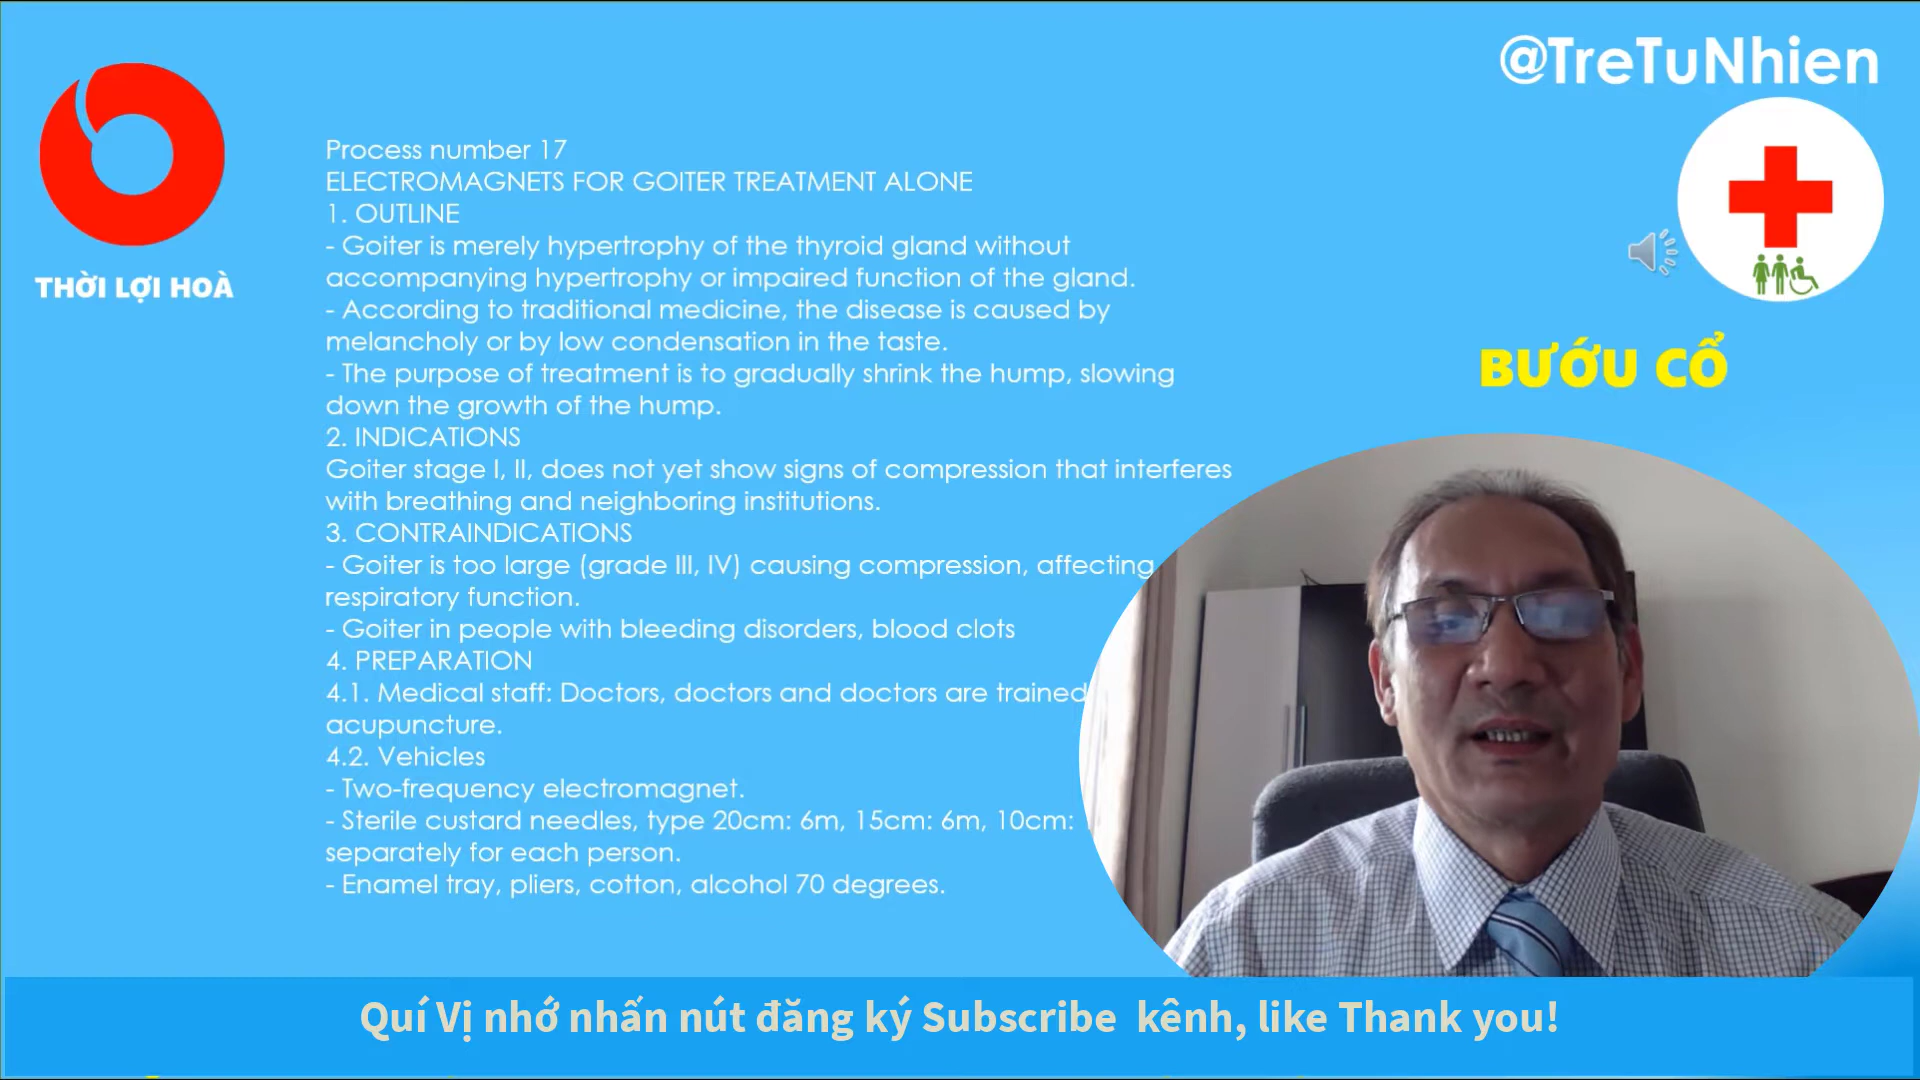 @TreTuNhien
THỜI LỢI HOÀ
Process number 17
ELECTROMAGNETS FOR GOITER TREATMENT ALONE
1. OUTLINE
- Goiter is merely hypertrophy of the thyroid gland without
accompanying hypertrophy or impaired function of the gland.
- According to traditional medicine, the disease is caused by
melancholy or by low condensation in the taste.
- The purpose of treatment is to gradually shrink the hump, slowing
down the growth of the hump.
2. INDICATIONS
Goiter stage I, II, does not yet show signs of compression that interferes
with breathing and neighboring institutions.
3. CONTRAINDICATIONS
- Goiter is too large (grade III, IV) causing compression, affecting
respiratory function.
- Goiter in people with bleeding disorders, blood clots
4. PREPARATION
4.1. Medical staff: Doctors, doctors and doctors are trained
acupuncture.
4.2. Vehicles
- Two-frequency electromagnet.
- Sterile custard needles, type 20cm: 6m, 15cm: 6m, 10cm:
separately for each person.
- Enamel tray, pliers, cotton, alcohol 70 degrees.
BƯỚU CỔ
Quí Vị nhớ nhấn nút đăng ký Subscribe kênh, like Thank you!